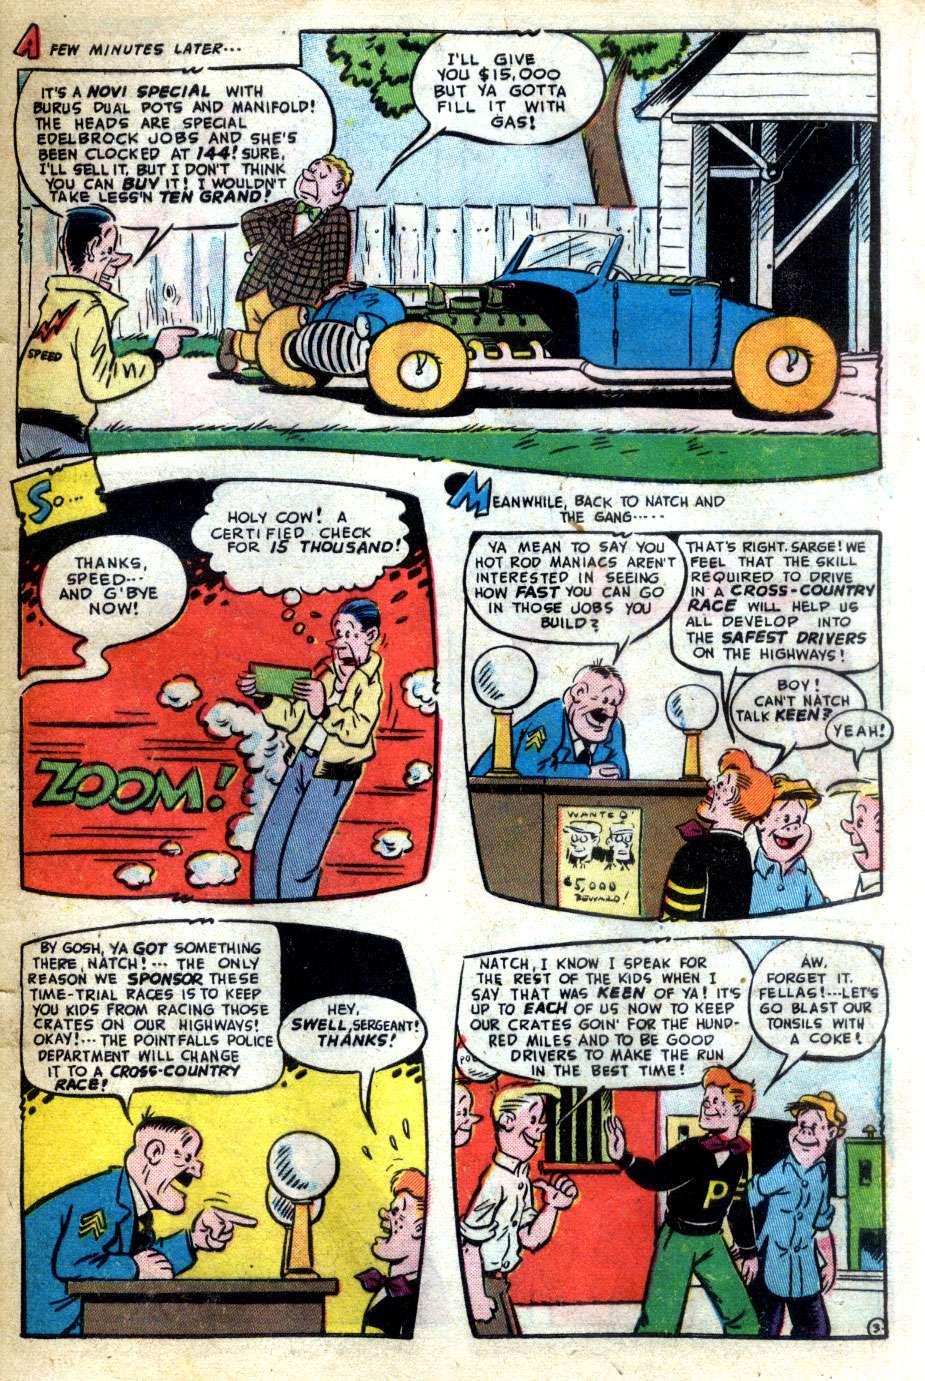 A FEW MINUTES LATER...
IT'S A NOVI SPECIAL WITH
BURUS DUAL POTS AND MANIFOLD!
THE HEADS ARE SPECIAL
EDELBROCK JOBS AND SHE'S
BEEN CLOCKED AT 144! SURE,
I'LL SELL IT, BUT I DON'T THINK
YOU CAN BUY IT! I WOULDN'T
TAKE LESS'N TEN GRAND!
I'LL GIVE
YOU $15,000
BUT YA GOTTA
FILL IT WITH
GAS!
SPEED
SO...
THANKS,
SPEED---
AND G'BYE
NOW!
HOLY COW! A
CERTIFIED CHECK
FOR 15 THOUSAND!
ZOOM!
MEANWHILE, BACK TO NATCH AND
THE GANG.....
YA MEAN TO SAY YOU
HOT ROD MANIACS AREN'T
INTERESTED IN SEEING
HOW FAST YOU CAN GO
IN THOSE JOBS YOU
BUILD?
THAT'S RIGHT, SARGE! WE
FEEL THAT THE SKILL
REQUIRED TO DRIVE
IN A CROSS-COUNTRY
RACE WILL HELP US
ALL DEVELOP INTO
THE SAFEST DRIVERS
ON THE HIGHWAYS!
BOY!
CAN'T NATCH
TALK KEEN?
YEAH!
WANTED!
$5,000
REWARD!
BY GOSH, YA GOT SOMETHING
THERE, NATCH!--- THE ONLY
REASON WE SPONSOR THESE
TIME-TRIAL RACES IS TO KEEP
YOU KIDS FROM RACING THOSE
CRATES ON OUR HIGHWAYS!
OKAY!--- THE POINT FALLS POLICE
DEPARTMENT WILL CHANGE
IT TO A CROSS-COUNTRY
RACE!
HEY,
SWELL, SERGEANT!
THANKS!
NATCH, I KNOW I SPEAK FOR
THE REST OF THE KIDS WHEN I
SAY THAT WAS KEEN OF YA! IT'S
UP TO EACH OF US NOW TO KEEP
OUR CRATES GOIN' FOR THE HUND-
RED MILES AND TO BE GOOD
DRIVERS TO MAKE THE RUN
IN THE BEST TIME!
AW,
FORGET IT,
FELLAS!---LET'S
GO BLAST OUR
TONSILS WITH
A COKE!
PO
P
3